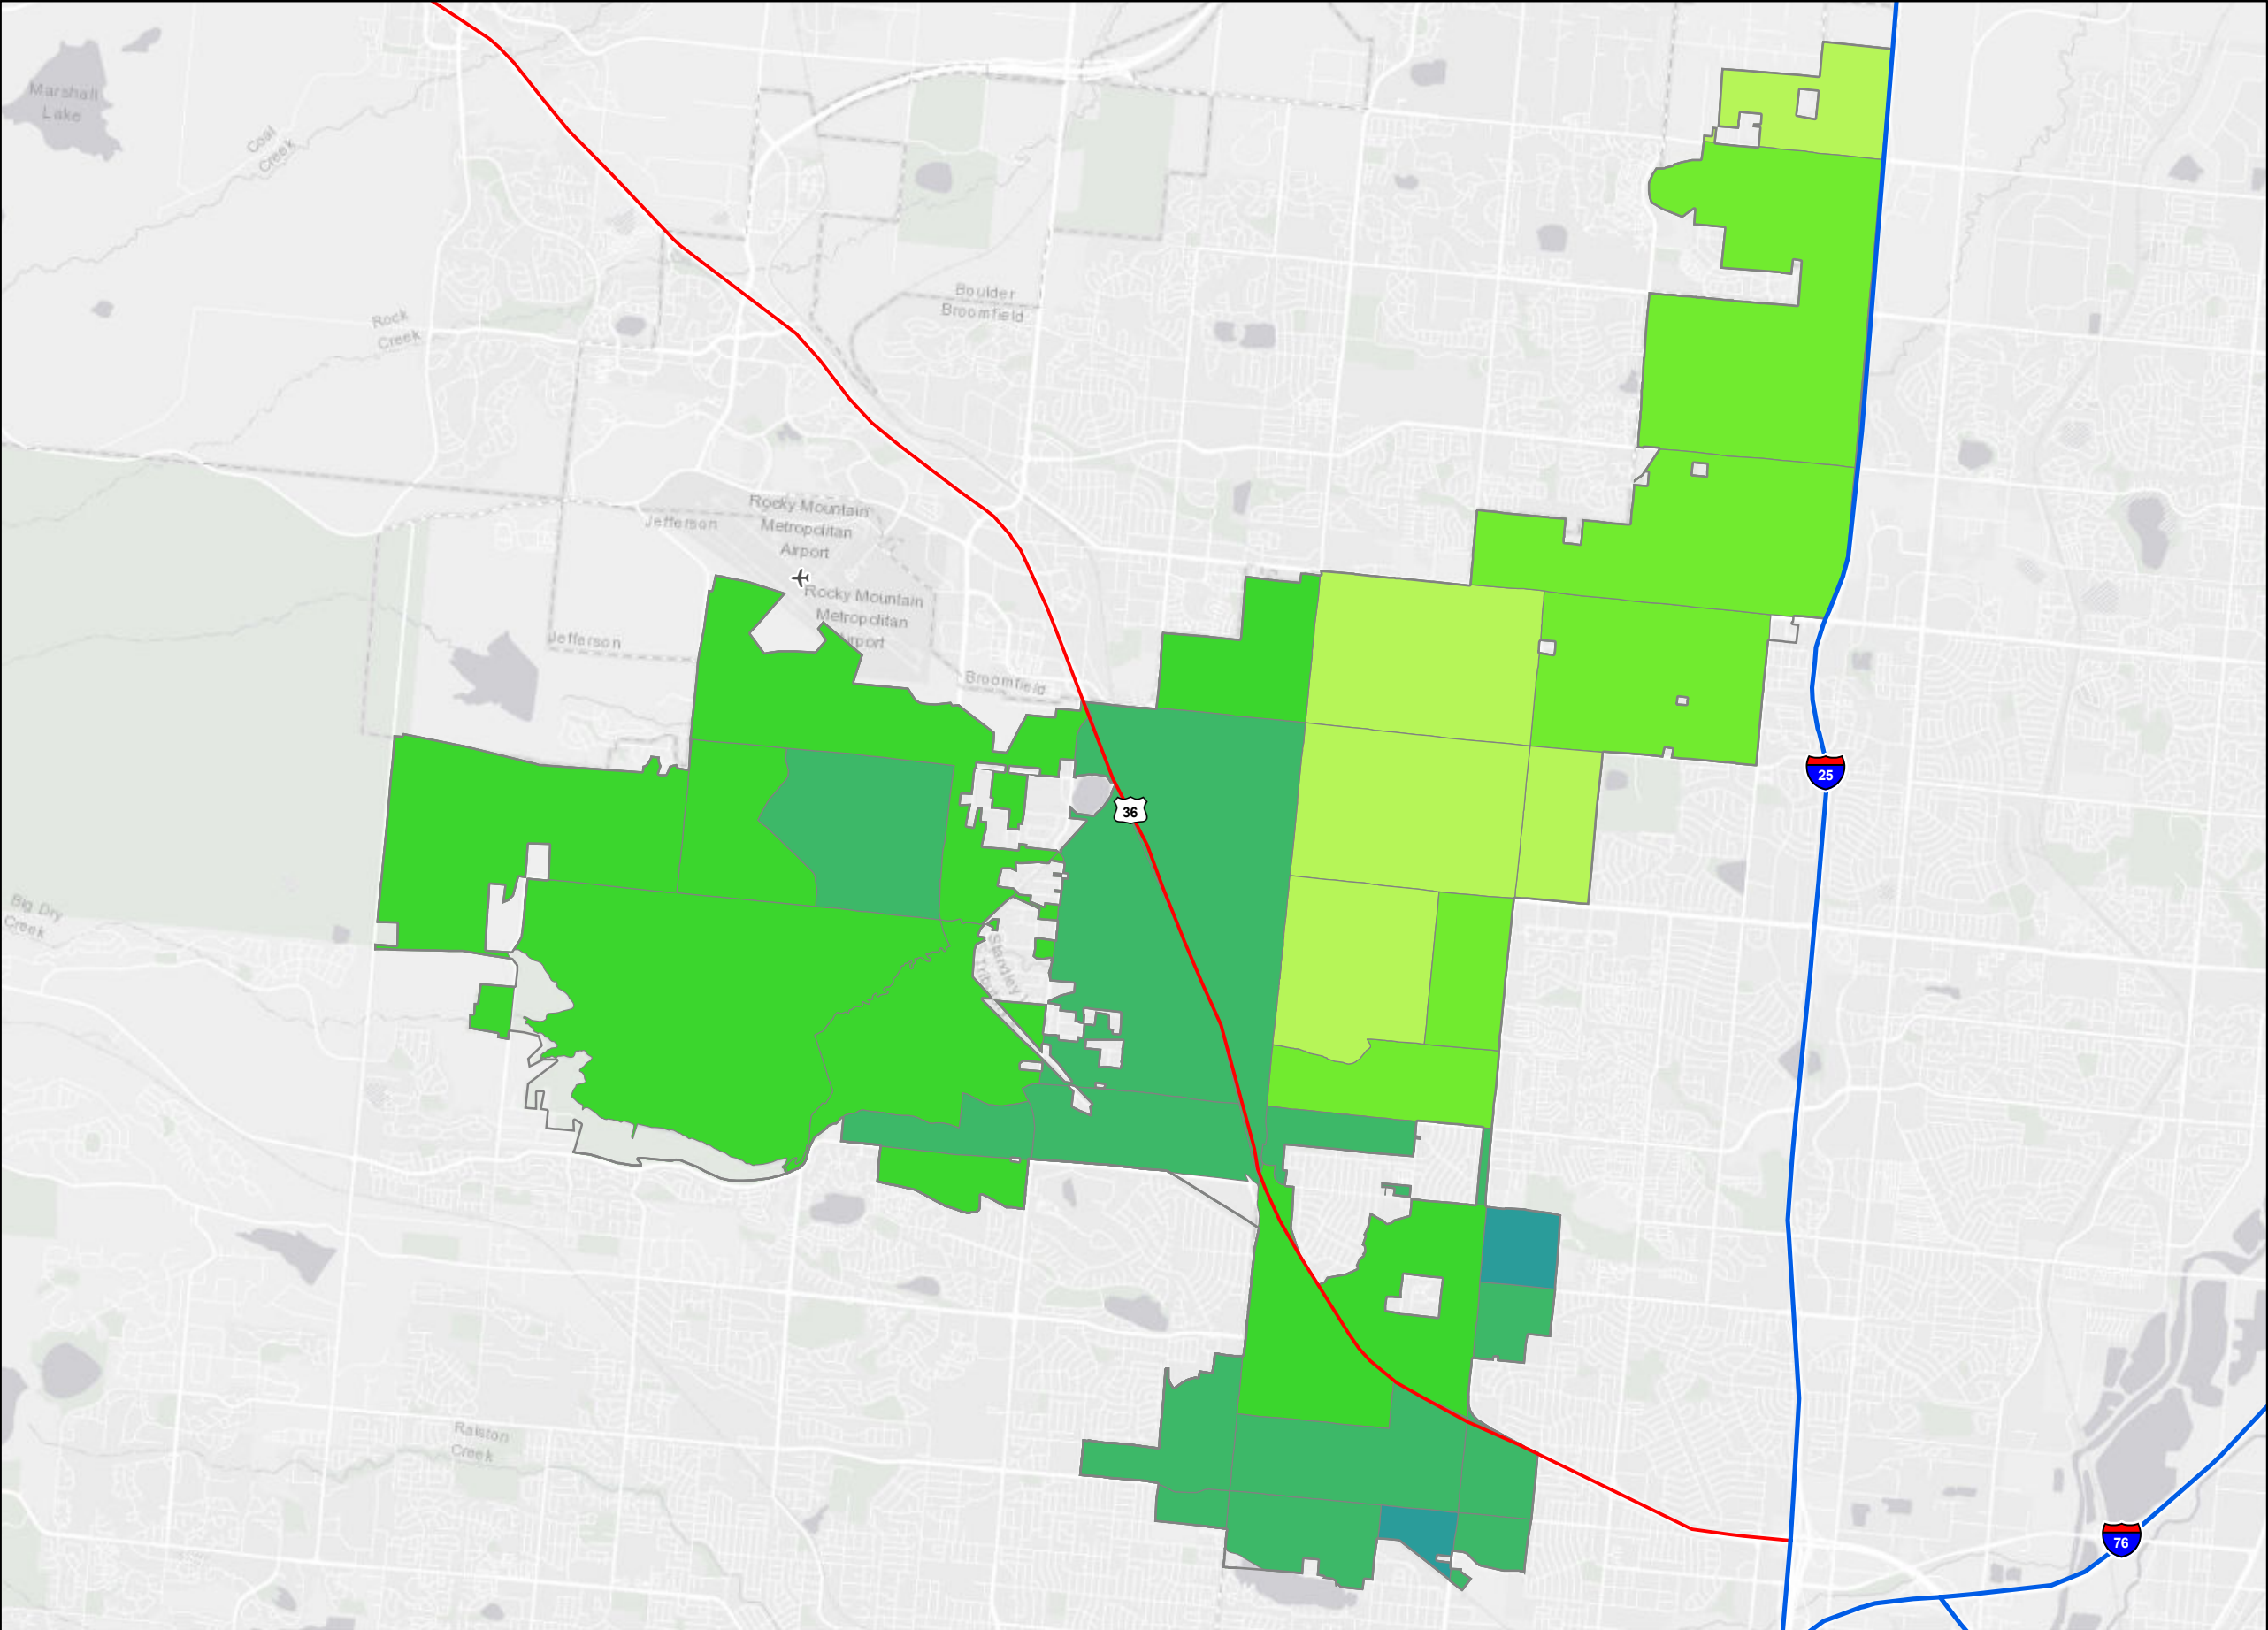 Marshall
Lake
Coal
Creek
Boulder
Broomfield
Rock
Creek
Rocky Mountain
Metropolitan
Airport
Jefferson
Rocky Mountain
Metropolitan
Airport
Jefferson
Broomfield
25
36
Big Dry
Creek
Standley
Ralston
Creek
76